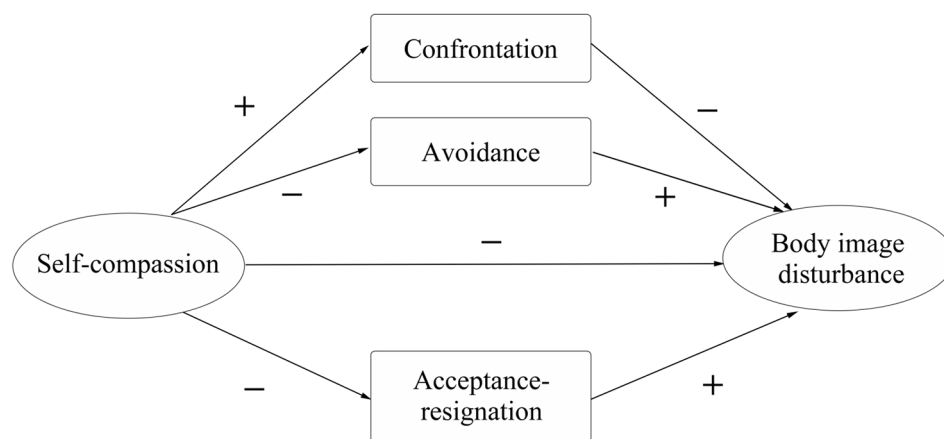 Confrontation
+
−
Avoidance
−
+
−
Self-compassion
Body image
disturbance
−
Acceptance-
resignation
+